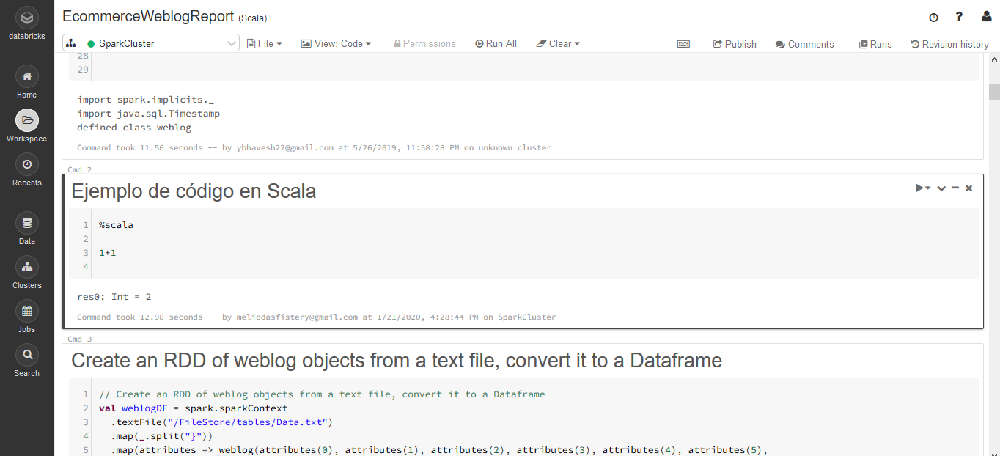 databricks
Home
Workspace
Recents
Data
Clusters
Jobs
Search
EcommerceWeblogReport (Scala)
?
SparkCluster File View: Code Permissions Run All Clear Publish Comments Runs Revision history
28
29
import spark.implicits._
import java.sql.Timestamp
defined class weblog
Command took 11.56 seconds -- by ybhavesh22@gmail.com at 5/26/2019, 11:58:28 PM on unknown cluster
Cmd 2
Ejemplo de código en Scala
1 %scala
2
3 1+1
4
res0: Int = 2
Command took 12.98 seconds -- by meliodasfistery@gmail.com at 1/21/2020, 4:28:44 PM on SparkCluster
Cmd 3
Create an RDD of weblog objects from a text file, convert it to a Dataframe
1 // Create an RDD of weblog objects from a text file, convert it to a Dataframe
2 val weblogDF = spark.sparkContext
3 .textFile("/FileStore/tables/Data.txt")
4 .map(_.split("}"))
5 .map(attributes => weblog(attributes(0), attributes(1), attributes(2), attributes(3), attributes(4), attributes(5),